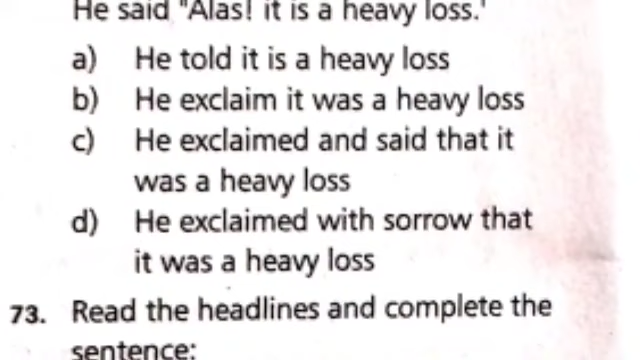 He said "Alas! it is a heavy loss.'
a) He told it is a heavy loss
b) He exclaim it was a heavy loss
c) He exclaimed and said that it
was a heavy loss
d) He exclaimed with sorrow that
it was a heavy loss
73. Read the headlines and complete the
sentence: